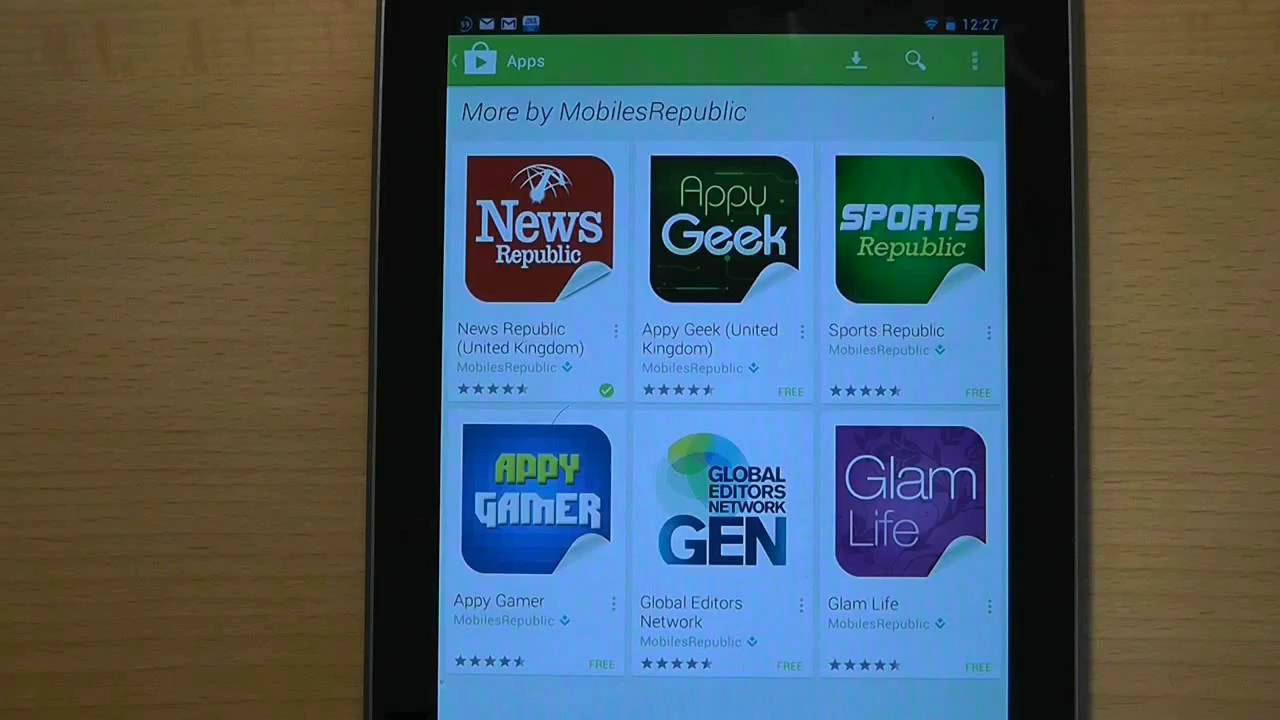 59
12:27
Apps
More by MobilesRepublic
News
Republic
Appy
Geek
SPORTS
Republic
News Republic
(United Kingdom)
MobilesRepublic
Appy Geek (United
Kingdom)
MobilesRepublic
FREE
Sports Republic
MobilesRepublic
FREE
APPY
GAMER
GLOBAL
EDITORS
NETWORK
GEN
Glam
Life
Appy Gamer
MobilesRepublic
FREE
Global Editors
Network
MobilesRepublic
FREE
Glam Life
MobilesRepublic
FREE